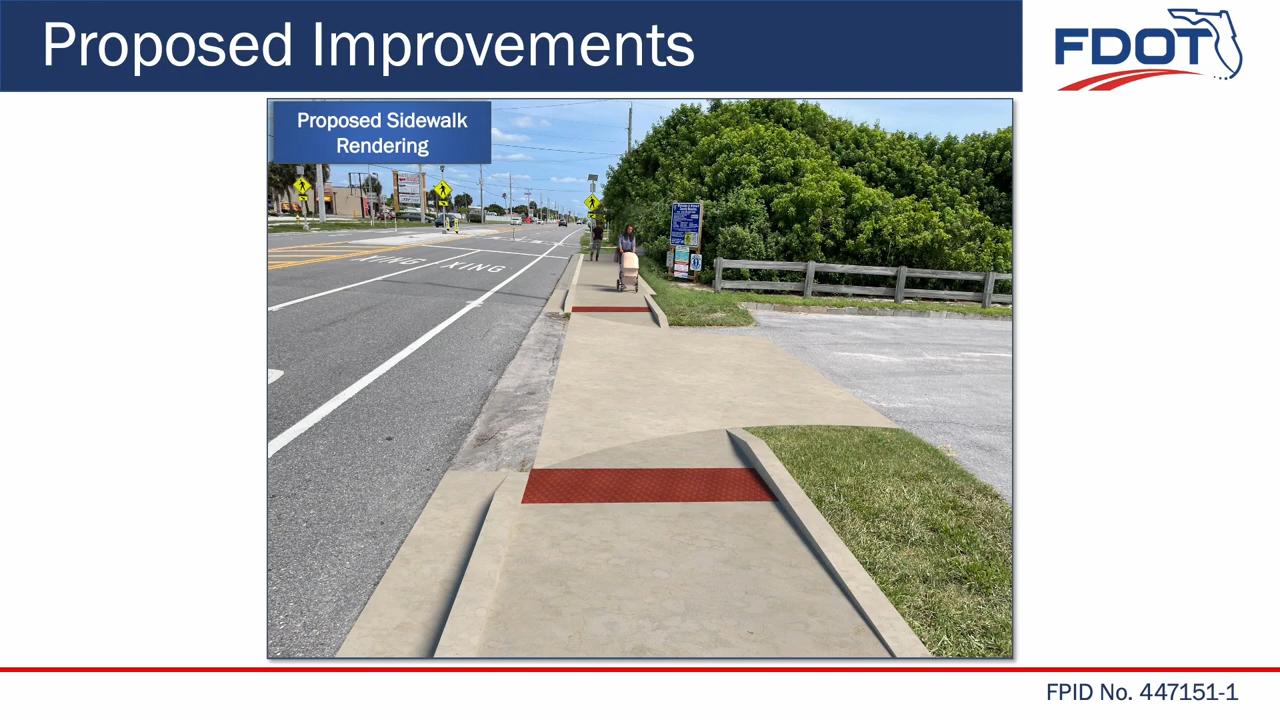 Proposed Improvements
FDOT
Proposed Sidewalk
Rendering
XING XING
FPID No. 447151-1